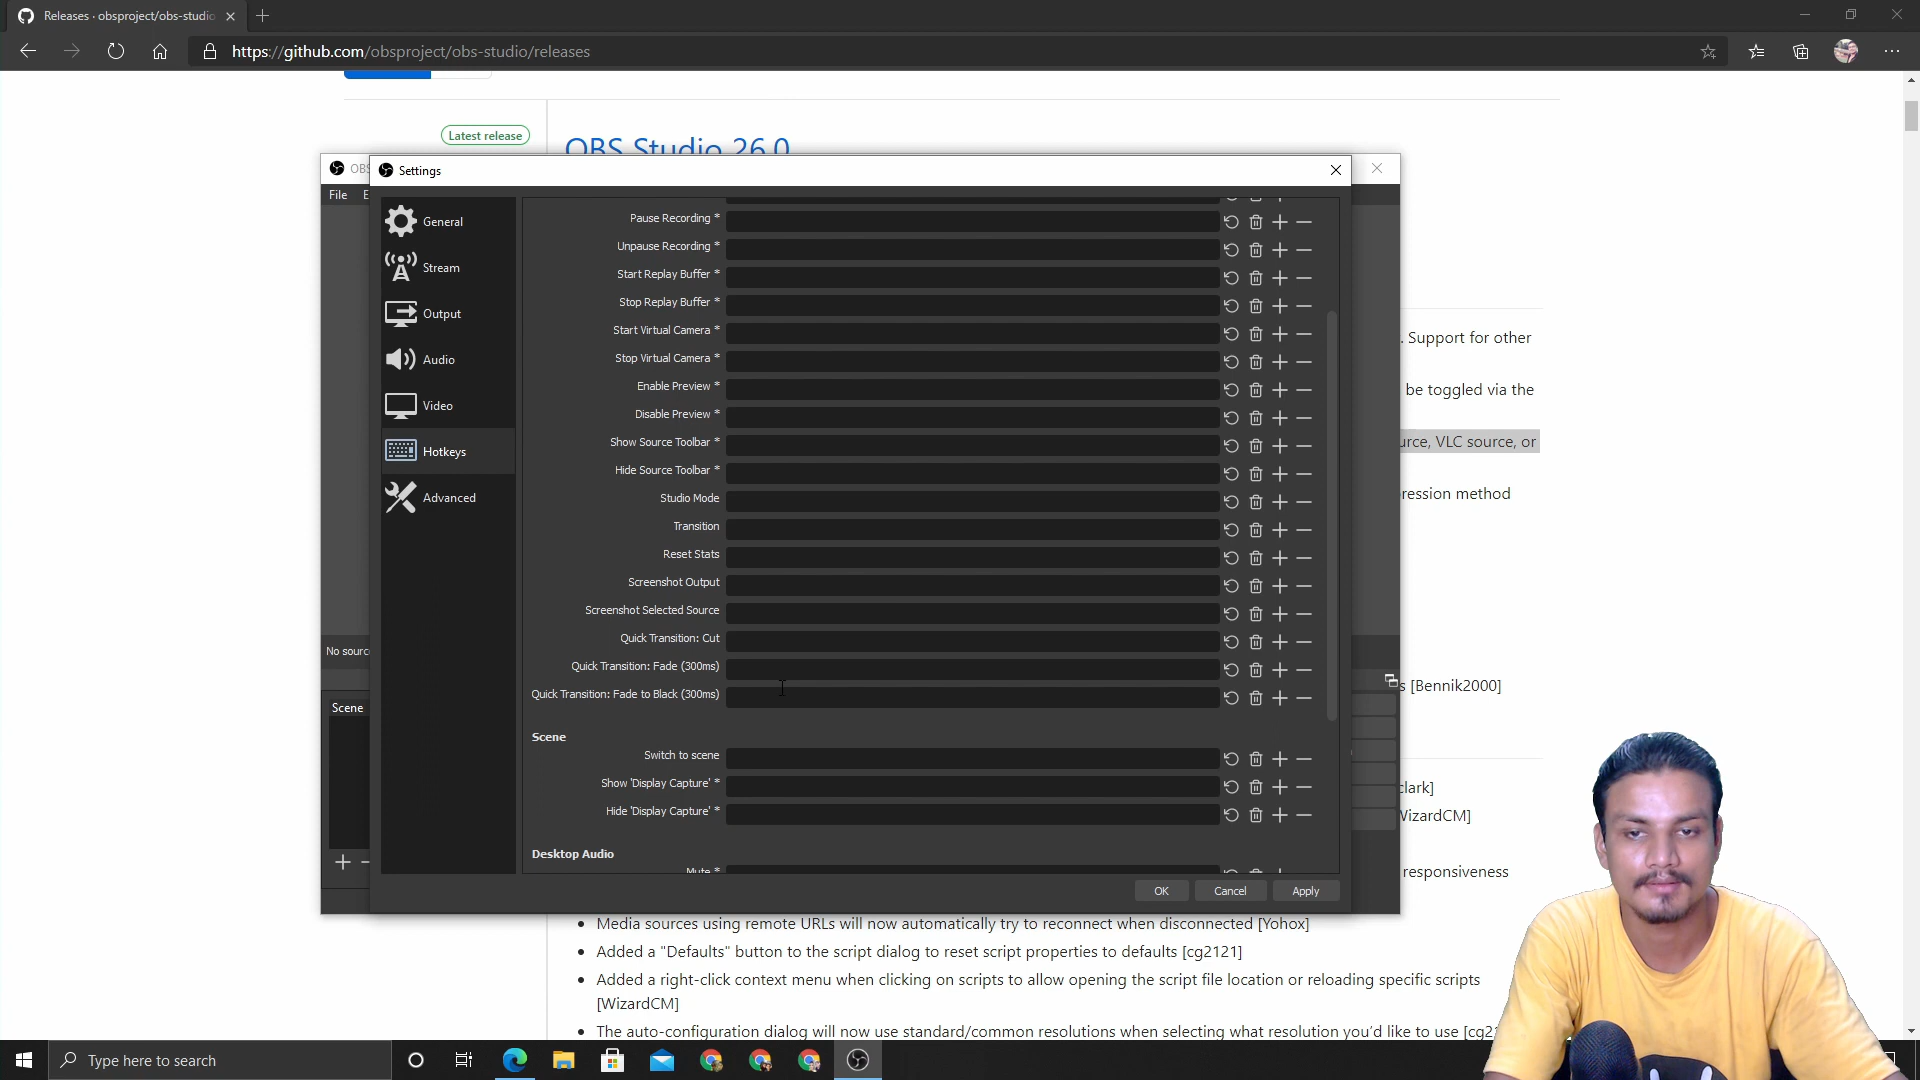 Releases · obsproject/obs-studio
https://github.com/obsproject/obs-studio/releases
Latest release
OBS Studio 26.0
OBS
Settings
File
General
Stream
Output
Audio
Video
Hotkeys
Advanced
Pause Recording *
Unpause Recording *
Start Replay Buffer *
Stop Replay Buffer *
Start Virtual Camera *
Stop Virtual Camera *
Enable Preview *
Disable Preview *
Show Source Toolbar *
Hide Source Toolbar *
Studio Mode
Transition
Reset Stats
Screenshot Output
Screenshot Selected Source
Quick Transition: Cut
Quick Transition: Fade (300ms)
Quick Transition: Fade to Black (300ms)
Scene
Switch to scene
Show 'Display Capture' *
Hide 'Display Capture' *
Desktop Audio
Mute *
OK
Cancel
Apply
No sourc
Scene
. Support for other
be toggled via the
urce, VLC source, or
ression method
s [Bennik2000]
clark]
WizardCM]
responsiveness
• Media sources using remote URLs will now automatically try to reconnect when disconnected [Yohox]
• Added a "Defaults" button to the script dialog to reset script properties to defaults [cg2121]
• Added a right-click context menu when clicking on scripts to allow opening the script file location or reloading specific scripts
[WizardCM]
• The auto-configuration dialog will now use standard/common resolutions when selecting what resolution you'd like to use [cg21
Type here to search